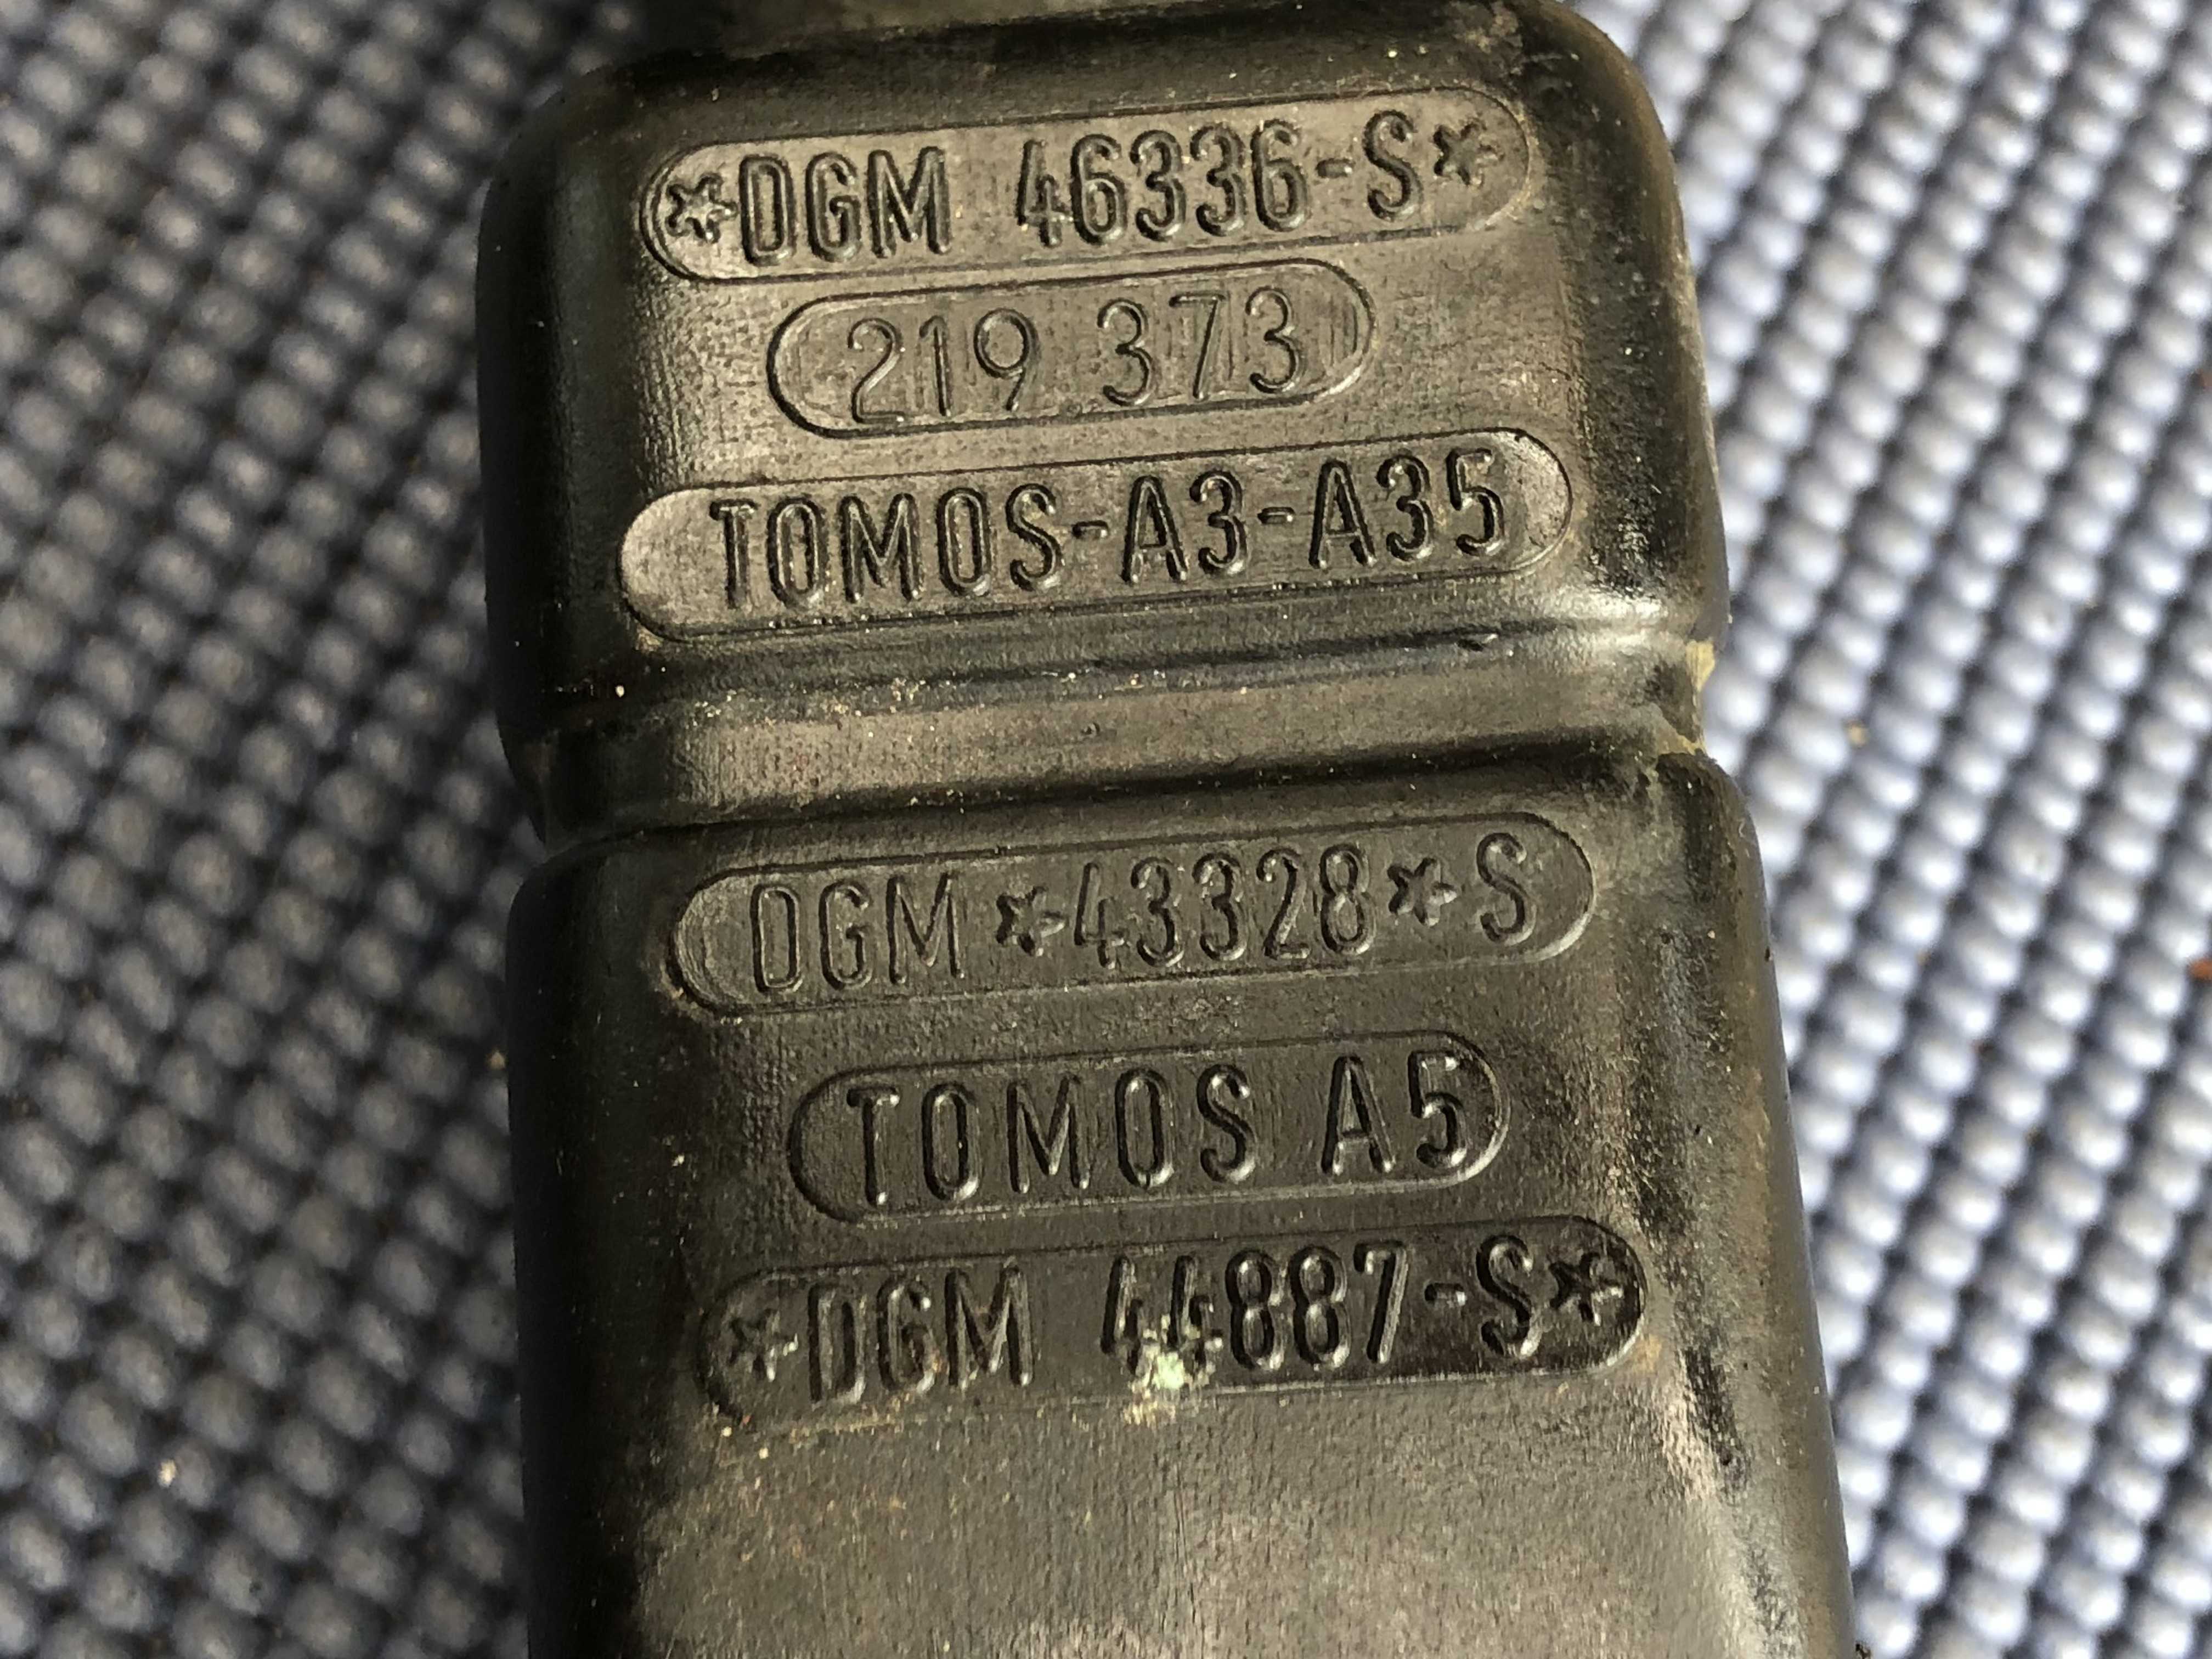 *DGM 46336-S*
219 373
TOMOS-A3-A35
DGM *43328* S
TOMOS A5
*DGM 44887-S*